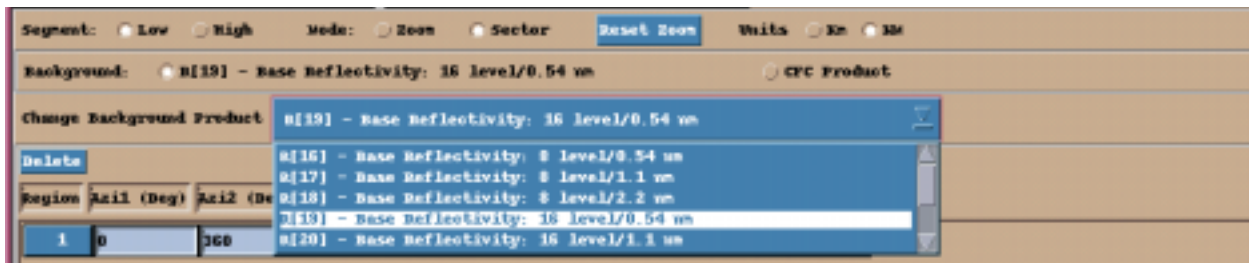 Segment: Low High Mode: Zoom Sector Reset Zoom Units Km NM
Background: R[19] - Base Reflectivity: 16 level/0.54 nm CFC Product
Change Background Product R[19] - Base Reflectivity: 16 level/0.54 nm
Delete
R[16] - Base Reflectivity: 8 level/0.54 nm
R[17] - Base Reflectivity: 8 level/1.1 nm
Region Azi1 (Deg) Azi2 (De R[18] - Base Reflectivity: 8 level/2.2 nm
R[19] - Base Reflectivity: 16 level/0.54 nm
1 0 360 R[20] - Base Reflectivity: 16 level/1.1 nm